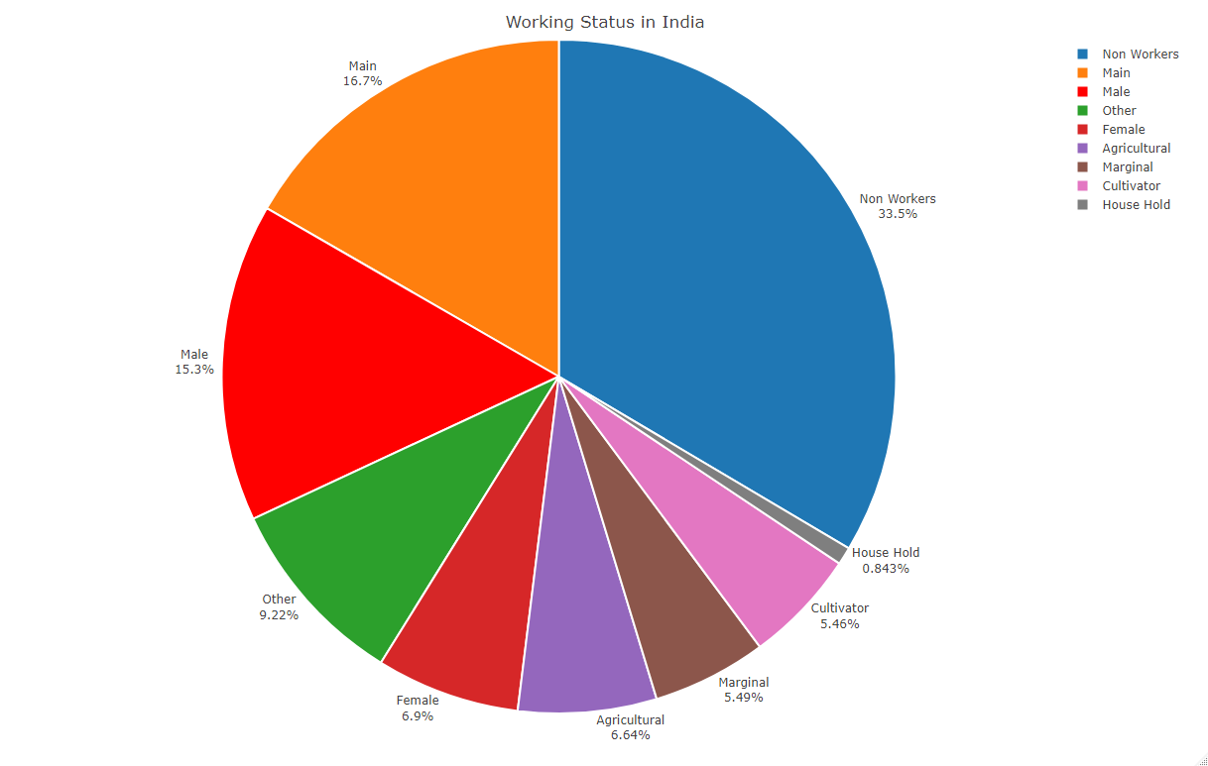 Working Status in India
Main
16.7%
Non Workers
33.5%
Male
15.3%
House Hold
0.843%
Other
9.22%
Cultivator
5.46%
Marginal
5.49%
Female
6.9%
Agricultural
6.64%
Non Workers
Main
Male
Other
Female
Agricultural
Marginal
Cultivator
House Hold